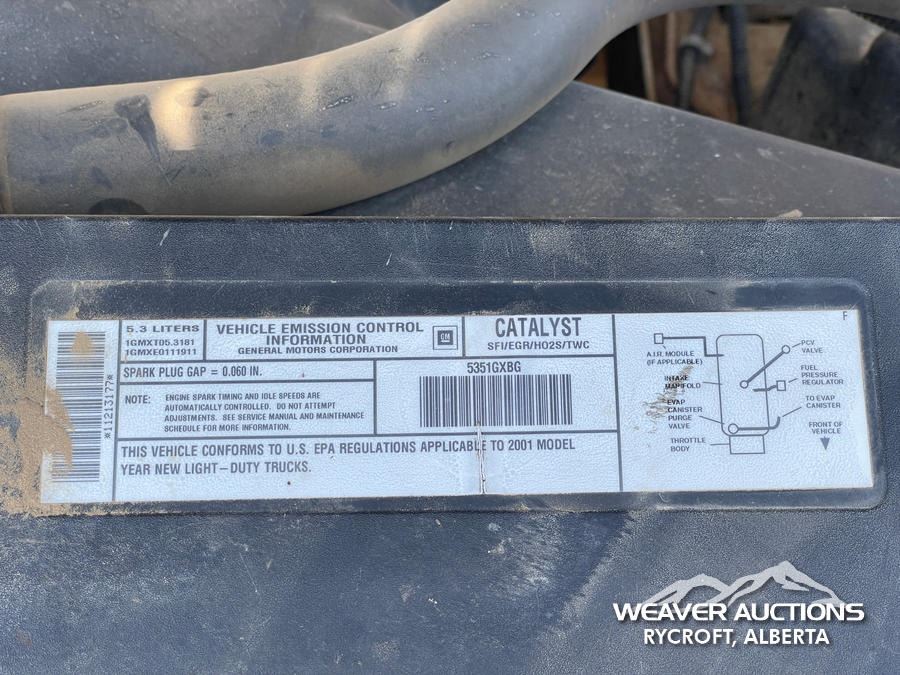 *11213177*
5.3 LITERS
1GMXT05.3181
1GMXE0111911
VEHICLE EMISSION CONTROL
INFORMATION
GENERAL MOTORS CORPORATION
GM
CATALYST
SFI/EGR/HO2S/TWC
SPARK PLUG GAP = 0.060 IN.
NOTE: ENGINE SPARK TIMING AND IDLE SPEEDS ARE
AUTOMATICALLY CONTROLLED. DO NOT ATTEMPT
ADJUSTMENTS. SEE SERVICE MANUAL AND MAINTENANCE
SCHEDULE FOR MORE INFORMATION.
5351GXBG
THIS VEHICLE CONFORMS TO U.S. EPA REGULATIONS APPLICABLE TO 2001 MODEL
YEAR NEW LIGHT-DUTY TRUCKS.
F
A.I.R. MODULE
(IF APPLICABLE)
INTAKE
MANIFOLD
EVAP
CANISTER
PURGE
VALVE
THROTTLE
BODY
PCV
VALVE
FUEL
PRESSURE
REGULATOR
TO EVAP
CANISTER
FRONT OF
VEHICLE
WEAVER AUCTIONS
RYCROFT, ALBERTA